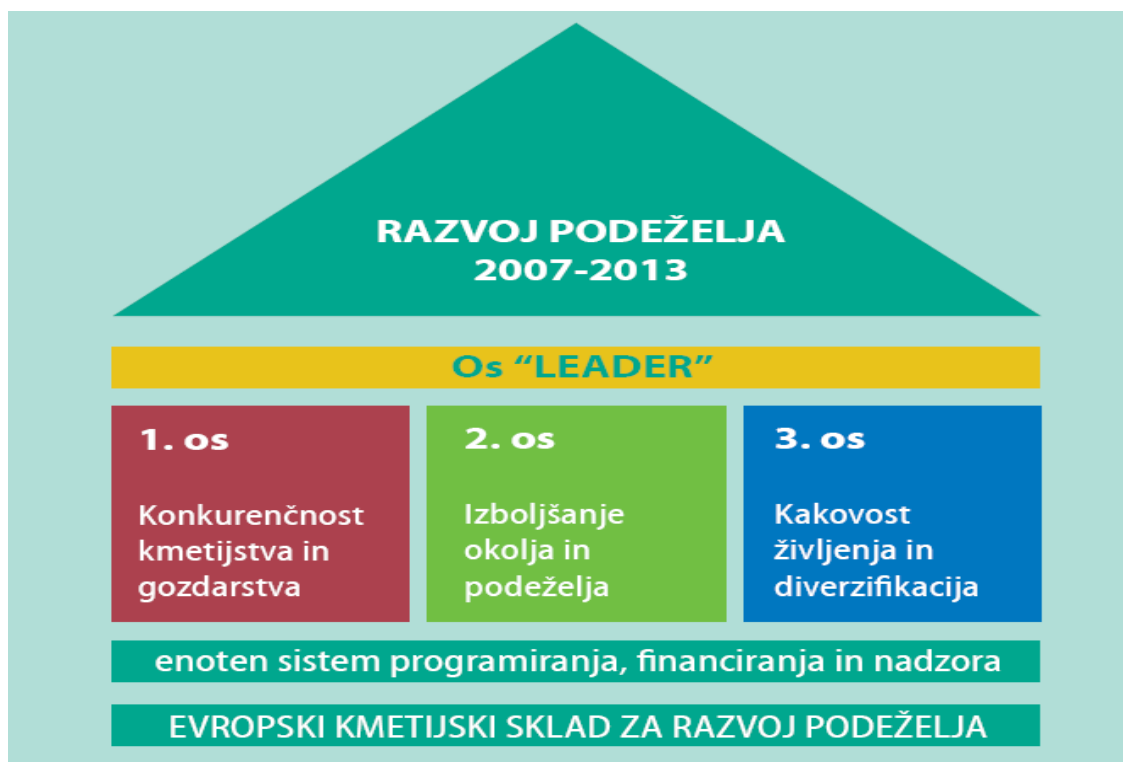 RAZVOJ PODEŽELJA
2007-2013
Os “LEADER”
1. os
Konkurenčnost
kmetijstva in
gozdarstva
2. os
Izboljšanje
okolja in
podeželja
3. os
Kakovost
življenja in
diverzifikacija
enoten sistem programiranja, financiranja in nadzora
EVROPSKI KMETIJSKI SKLAD ZA RAZVOJ PODEŽELJA